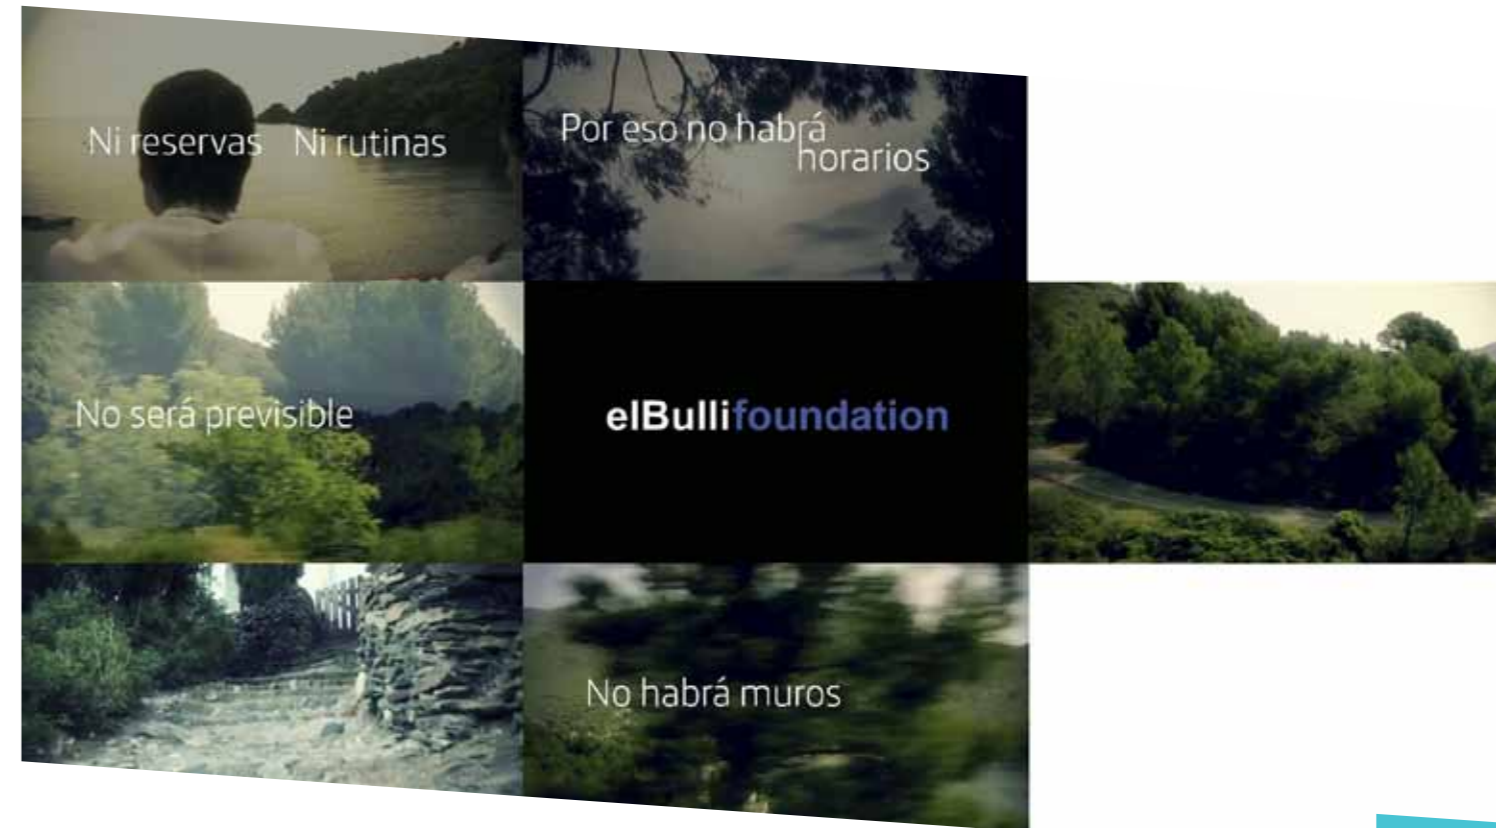 Ni reservas Ni rutinas
Por eso no habrá
horarios
No será previsible
elBullifoundation
No habrá muros